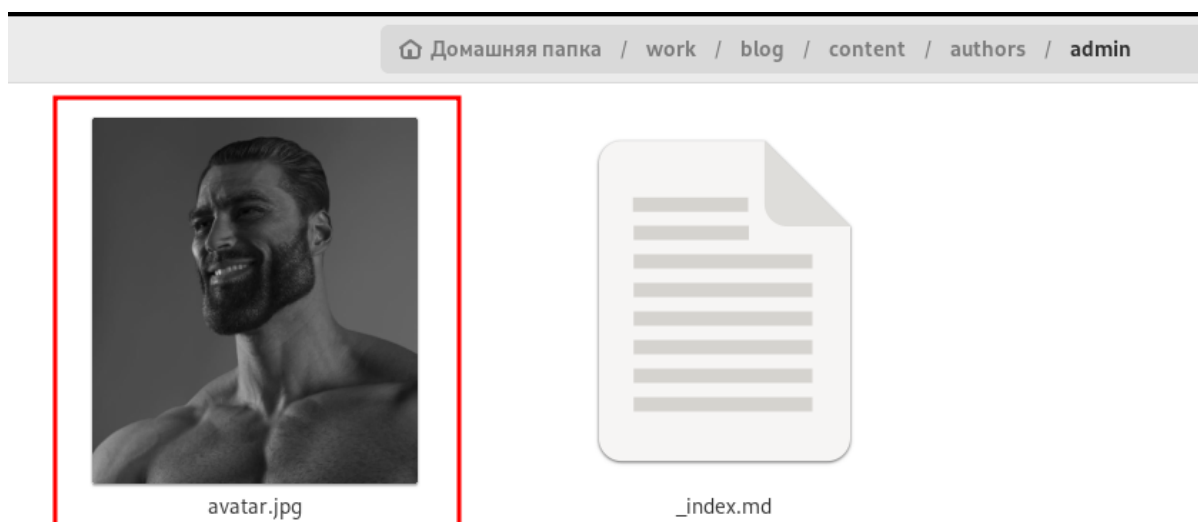 Домашняя папка / work / blog / content / authors / admin
avatar.jpg
_index.md